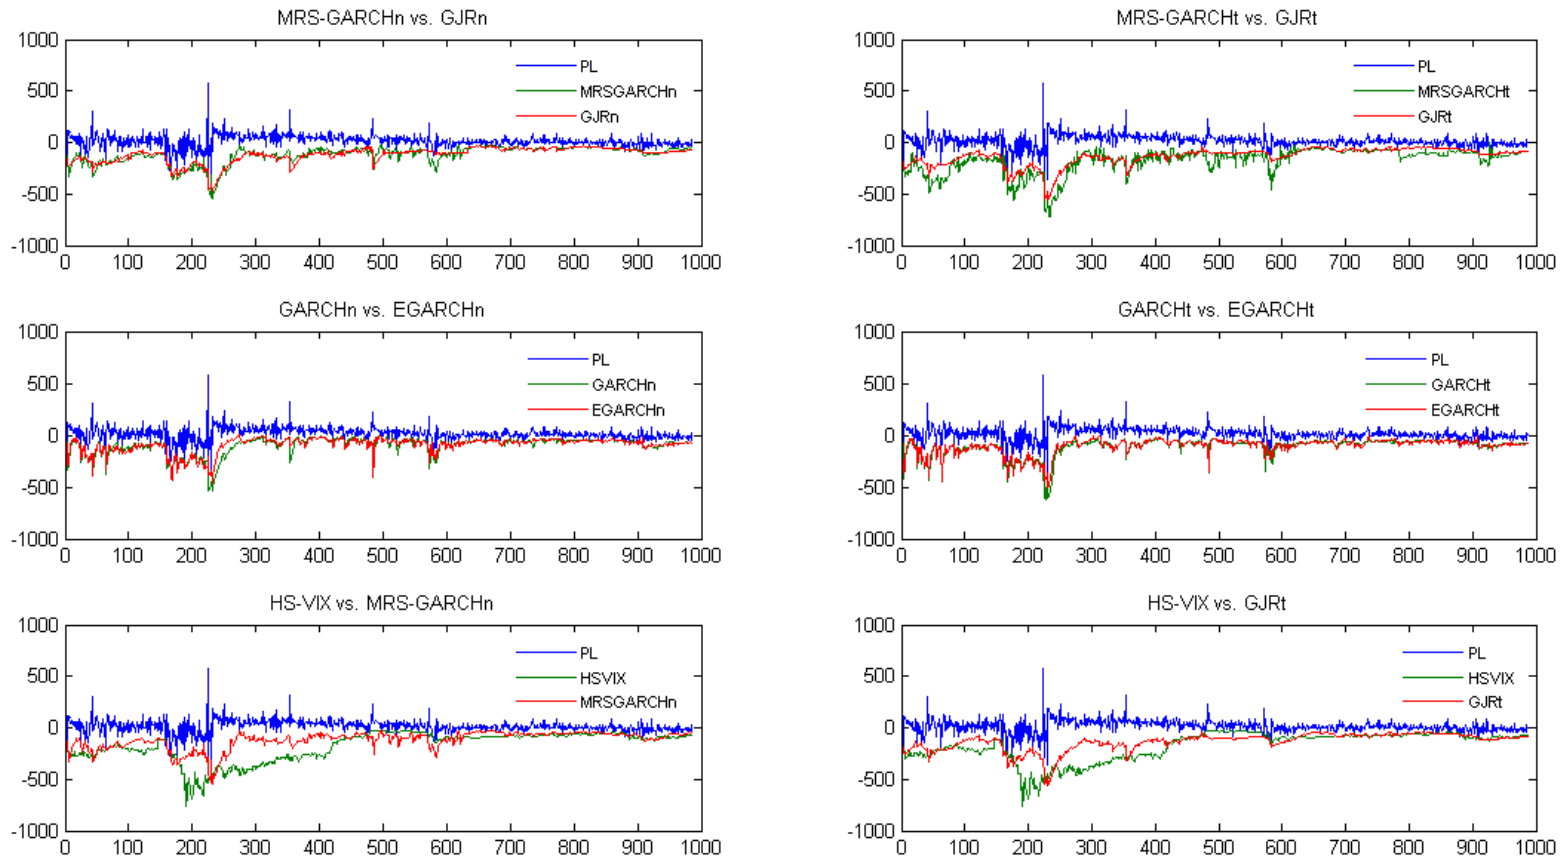 MRS-GARCHn vs. GJRn
1000
500
0
-500
-1000
PL
MRSGARCHn
GJRn
0 100 200 300 400 500 600 700 800 900 1000
MRS-GARCHt vs. GJRt
1000
500
0
-500
-1000
PL
MRSGARCHt
GJRt
0 100 200 300 400 500 600 700 800 900 1000
GARCHn vs. EGARCHn
1000
500
0
-500
-1000
PL
GARCHn
EGARCHn
0 100 200 300 400 500 600 700 800 900 1000
GARCHt vs. EGARCHt
1000
500
0
-500
-1000
PL
GARCHt
EGARCHt
0 100 200 300 400 500 600 700 800 900 1000
HS-VIX vs. MRS-GARCHn
1000
500
0
-500
-1000
PL
HSVIX
MRSGARCHn
0 100 200 300 400 500 600 700 800 900 1000
HS-VIX vs. GJRt
1000
500
0
-500
-1000
PL
HSVIX
GJRt
0 100 200 300 400 500 600 700 800 900 1000